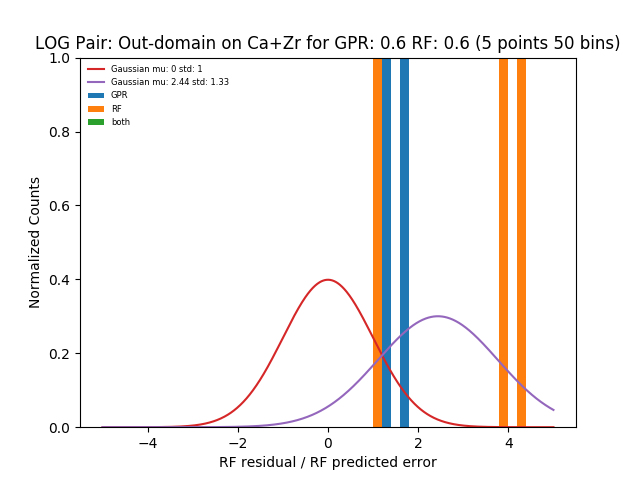 LOG Pair: Out-domain on Ca+Zr for GPR: 0.6 RF: 0.6 (5 points 50 bins)
1.0
0.8
0.6
0.4
0.2
0.0
Normalized Counts
Gaussian mu: 0 std: 1
Gaussian mu: 2.44 std: 1.33
GPR
RF
both
−4
−2
0
2
4
RF residual / RF predicted error